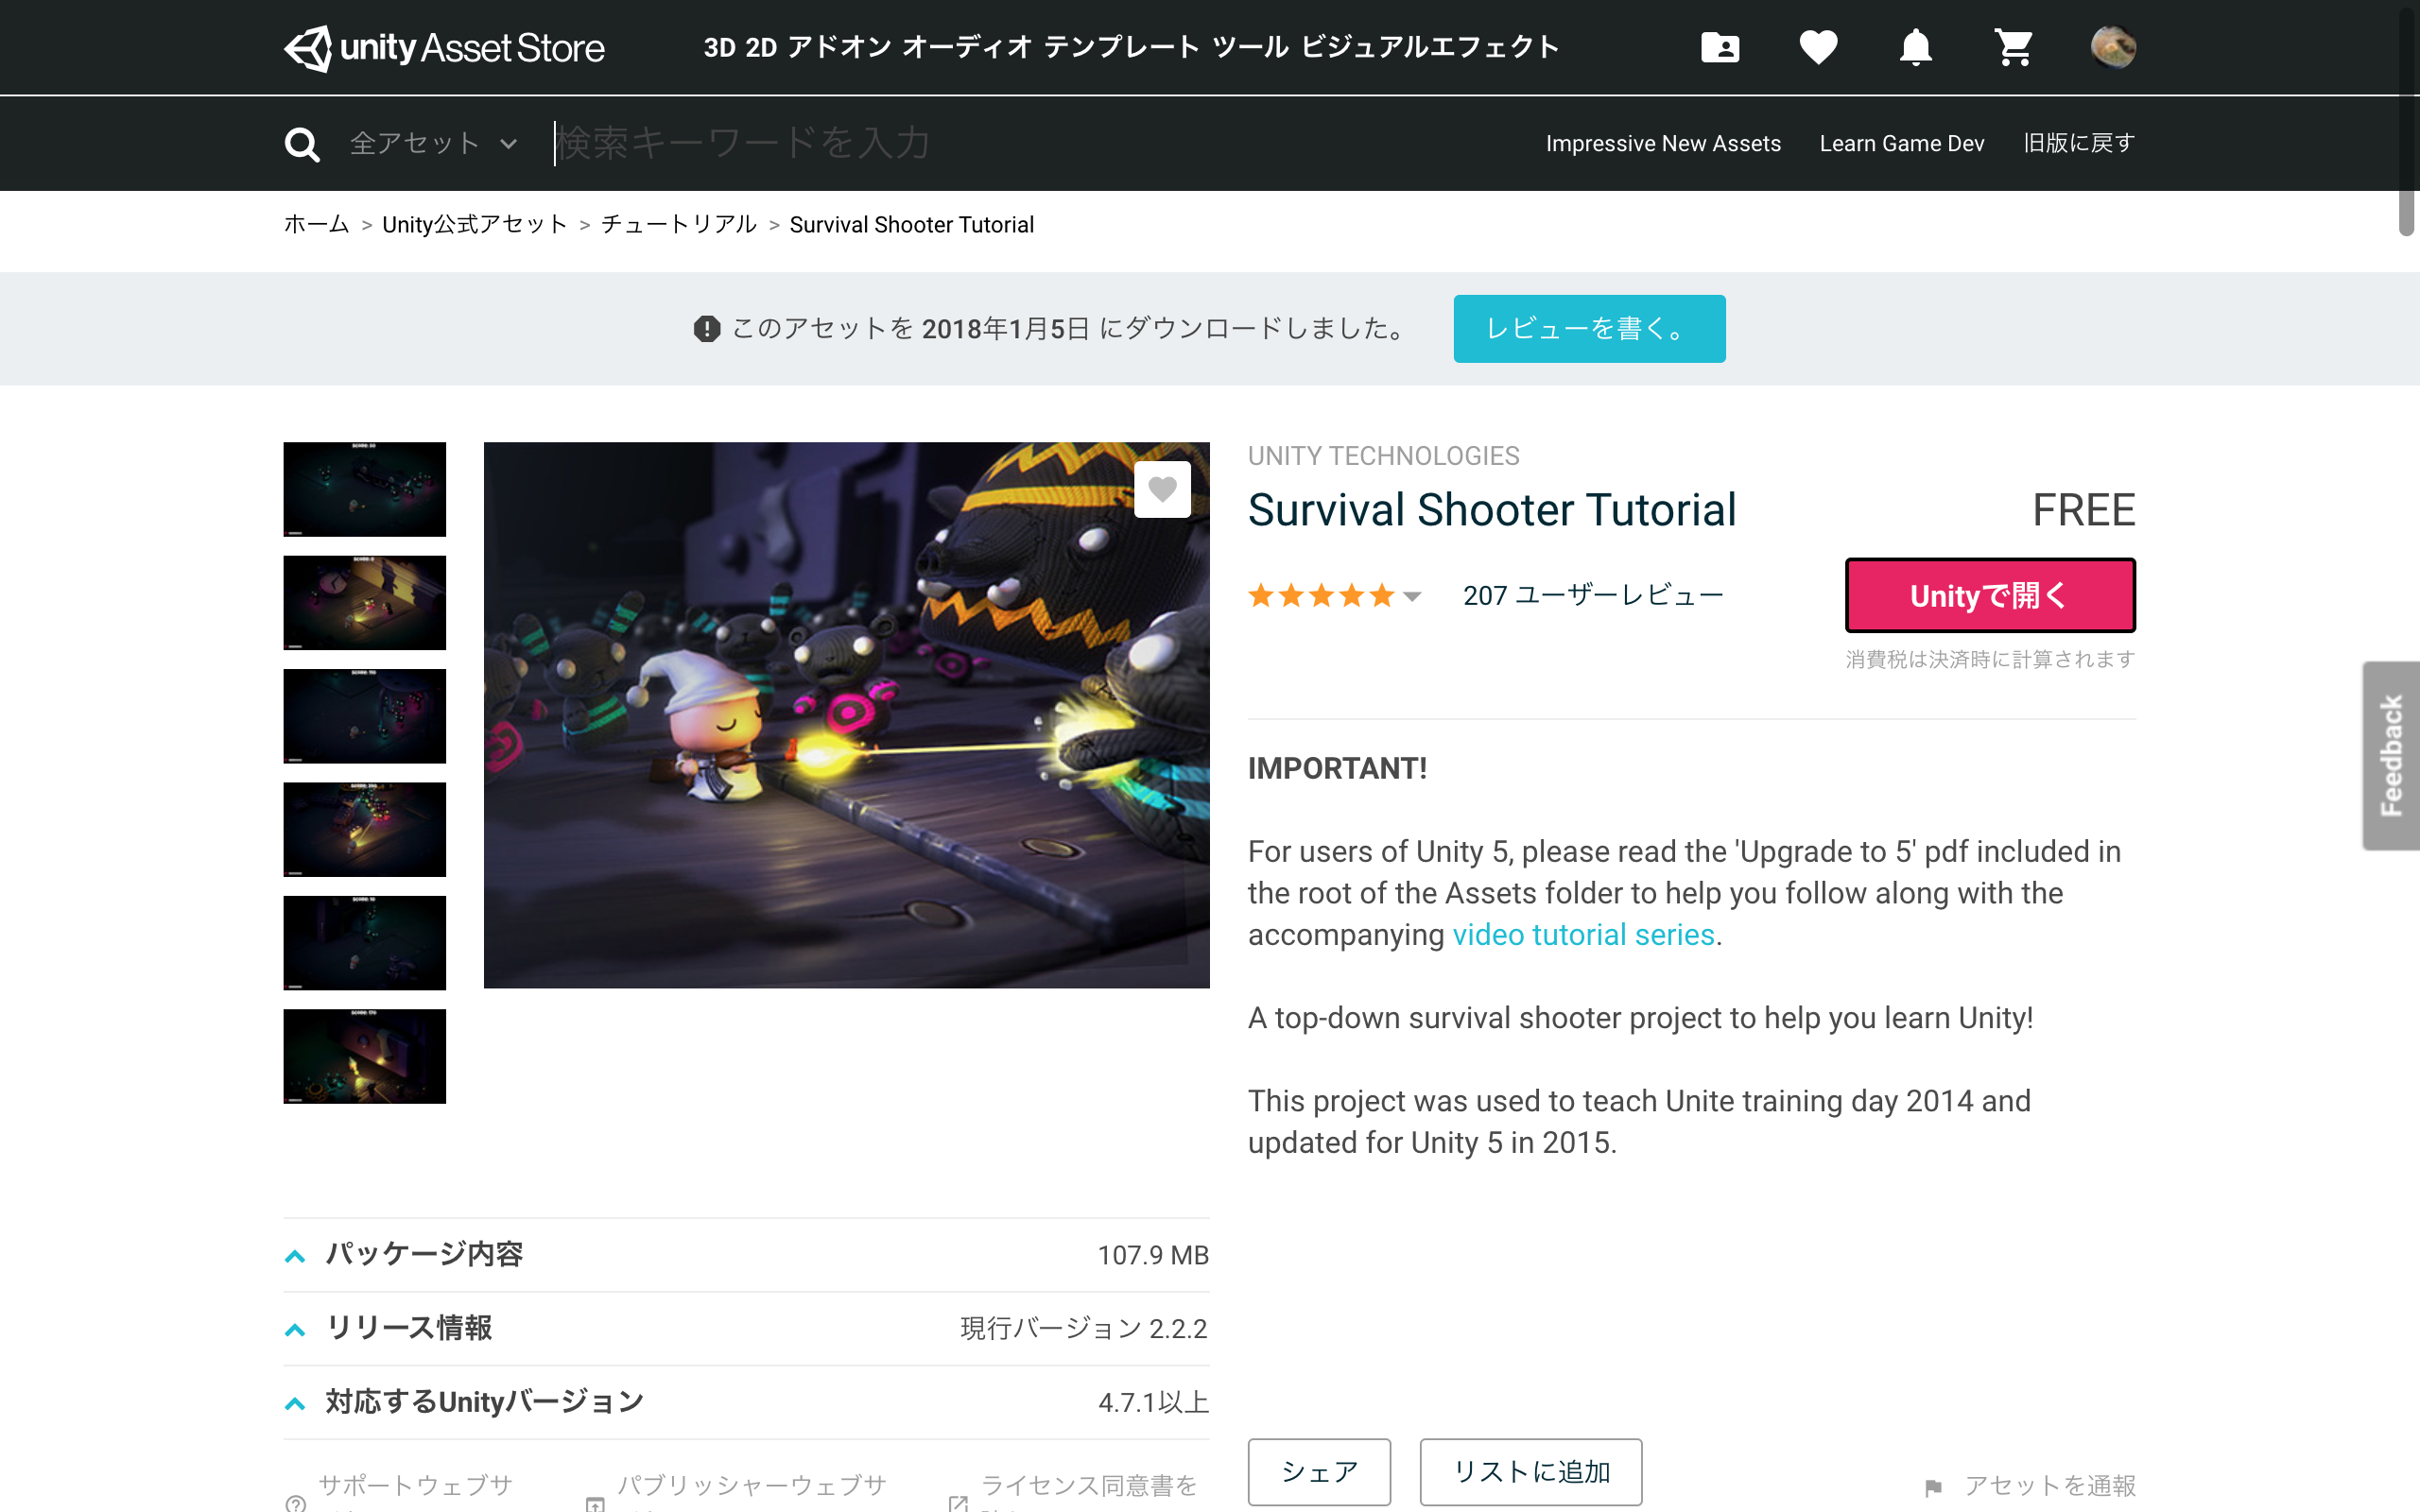 unity Asset Store
3D 2D アドオン オーディオ テンプレート ツール ビジュアルエフェクト
全アセット
検索キーワードを入力
Impressive New Assets
Learn Game Dev
旧版に戻す
ホーム > Unity公式アセット > チュートリアル > Survival Shooter Tutorial
このアセットを 2018年1月5日 にダウンロードしました。
レビューを書く。
UNITY TECHNOLOGIES
Survival Shooter Tutorial
FREE
207 ユーザーレビュー
Unityで開く
消費税は決済時に計算されます
Feedback
IMPORTANT!
For users of Unity 5, please read the 'Upgrade to 5' pdf included in
the root of the Assets folder to help you follow along with the
accompanying video tutorial series.
A top-down survival shooter project to help you learn Unity!
This project was used to teach Unite training day 2014 and
updated for Unity 5 in 2015.
パッケージ内容
107.9 MB
リリース情報
現行バージョン 2.2.2
対応するUnityバージョン
4.7.1以上
サポートウェブサ
パブリッシャーウェブサ
ライセンス同意書を
シェア
リストに追加
アセットを通報